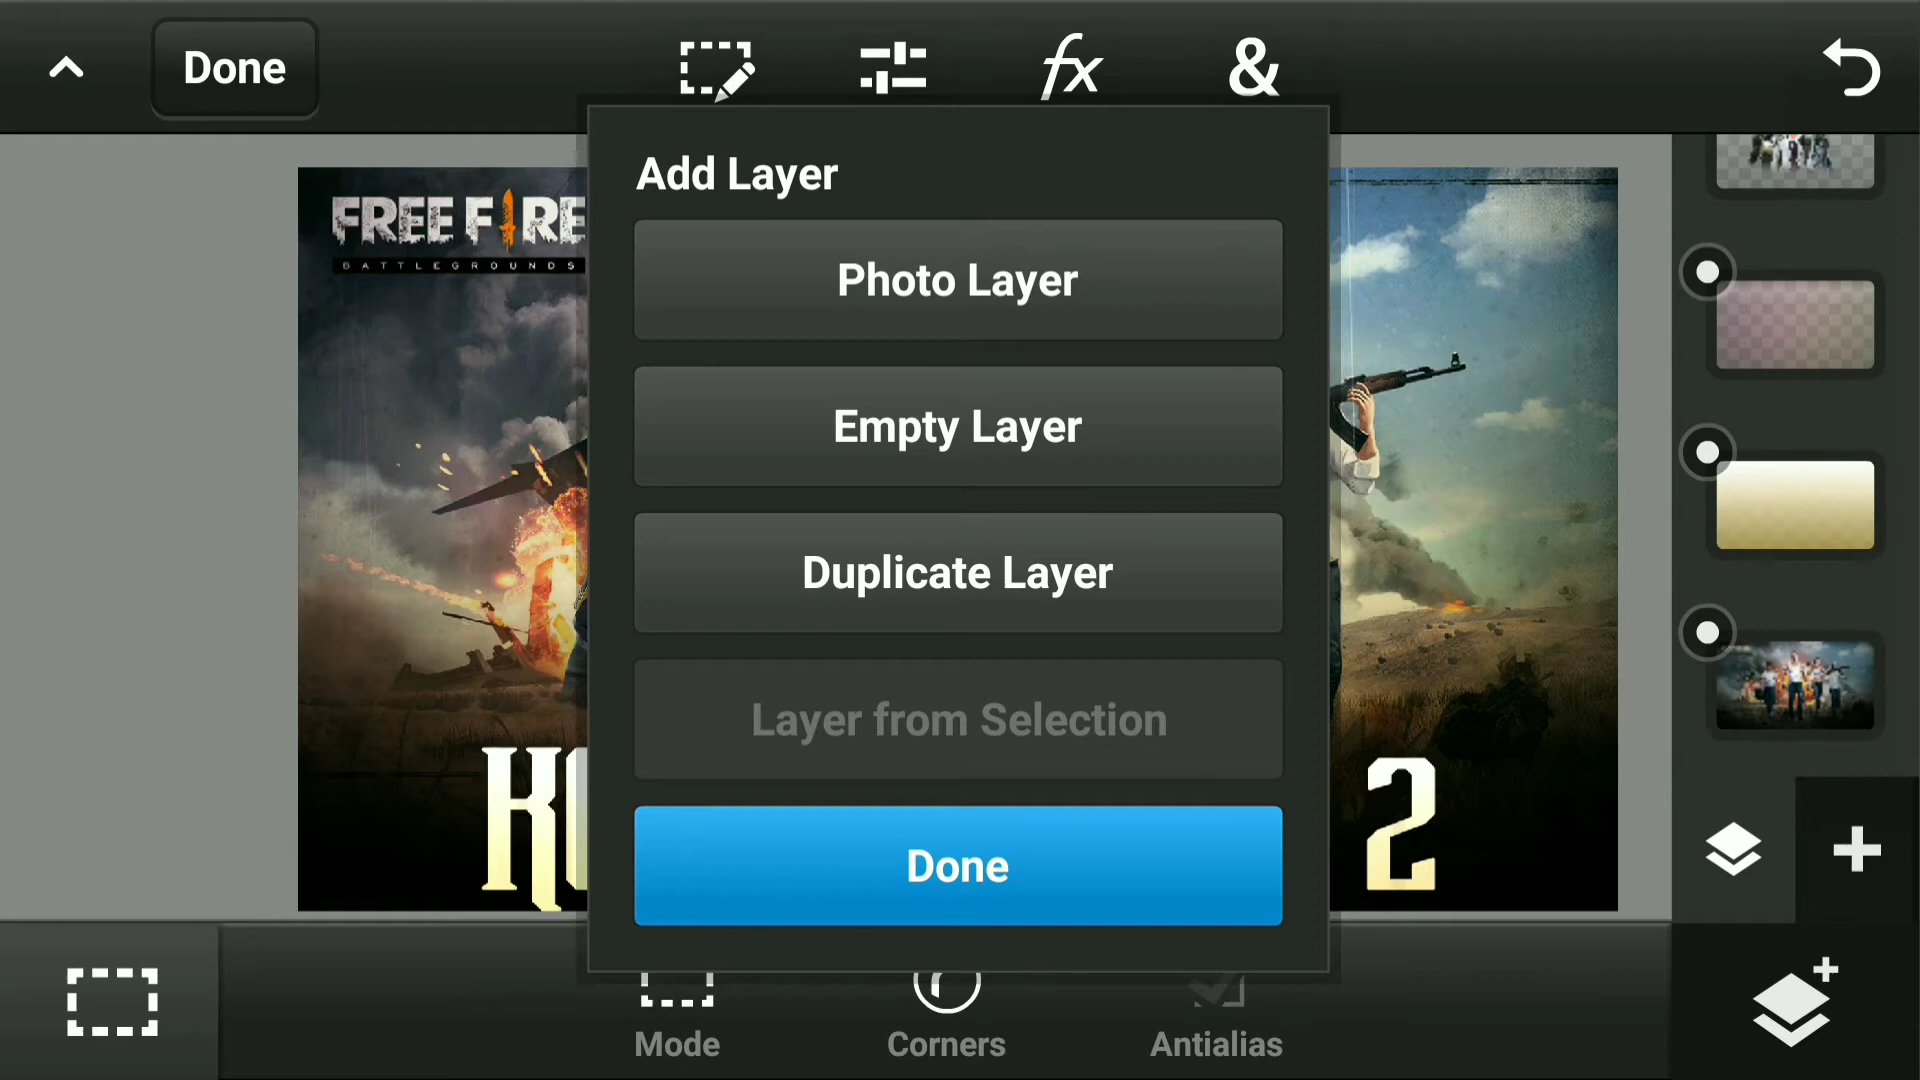 Done
fx
&
Add Layer
FREE FIRE
BATTLEGROUNDS
Photo Layer
Empty Layer
Duplicate Layer
Layer from Selection
2
Done
Mode
Corners
Antialias